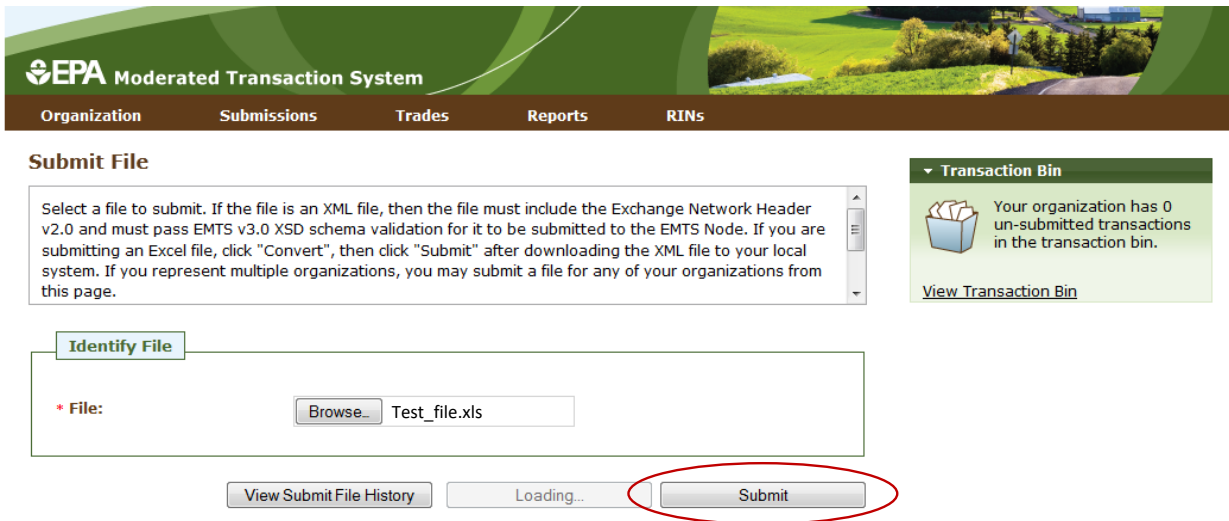 EPA Moderated Transaction System
Organization Submissions Trades Reports RINs
Submit File
Select a file to submit. If the file is an XML file, then the file must include the Exchange Network Header
v2.0 and must pass EMTS v3.0 XSD schema validation for it to be submitted to the EMTS Node. If you are
submitting an Excel file, click "Convert", then click "Submit" after downloading the XML file to your local
system. If you represent multiple organizations, you may submit a file for any of your organizations from
this page.
Transaction Bin
Your organization has 0
un-submitted transactions
in the transaction bin.
View Transaction Bin
Identify File
* File: Browse... Test_file.xls
View Submit File History Loading... Submit